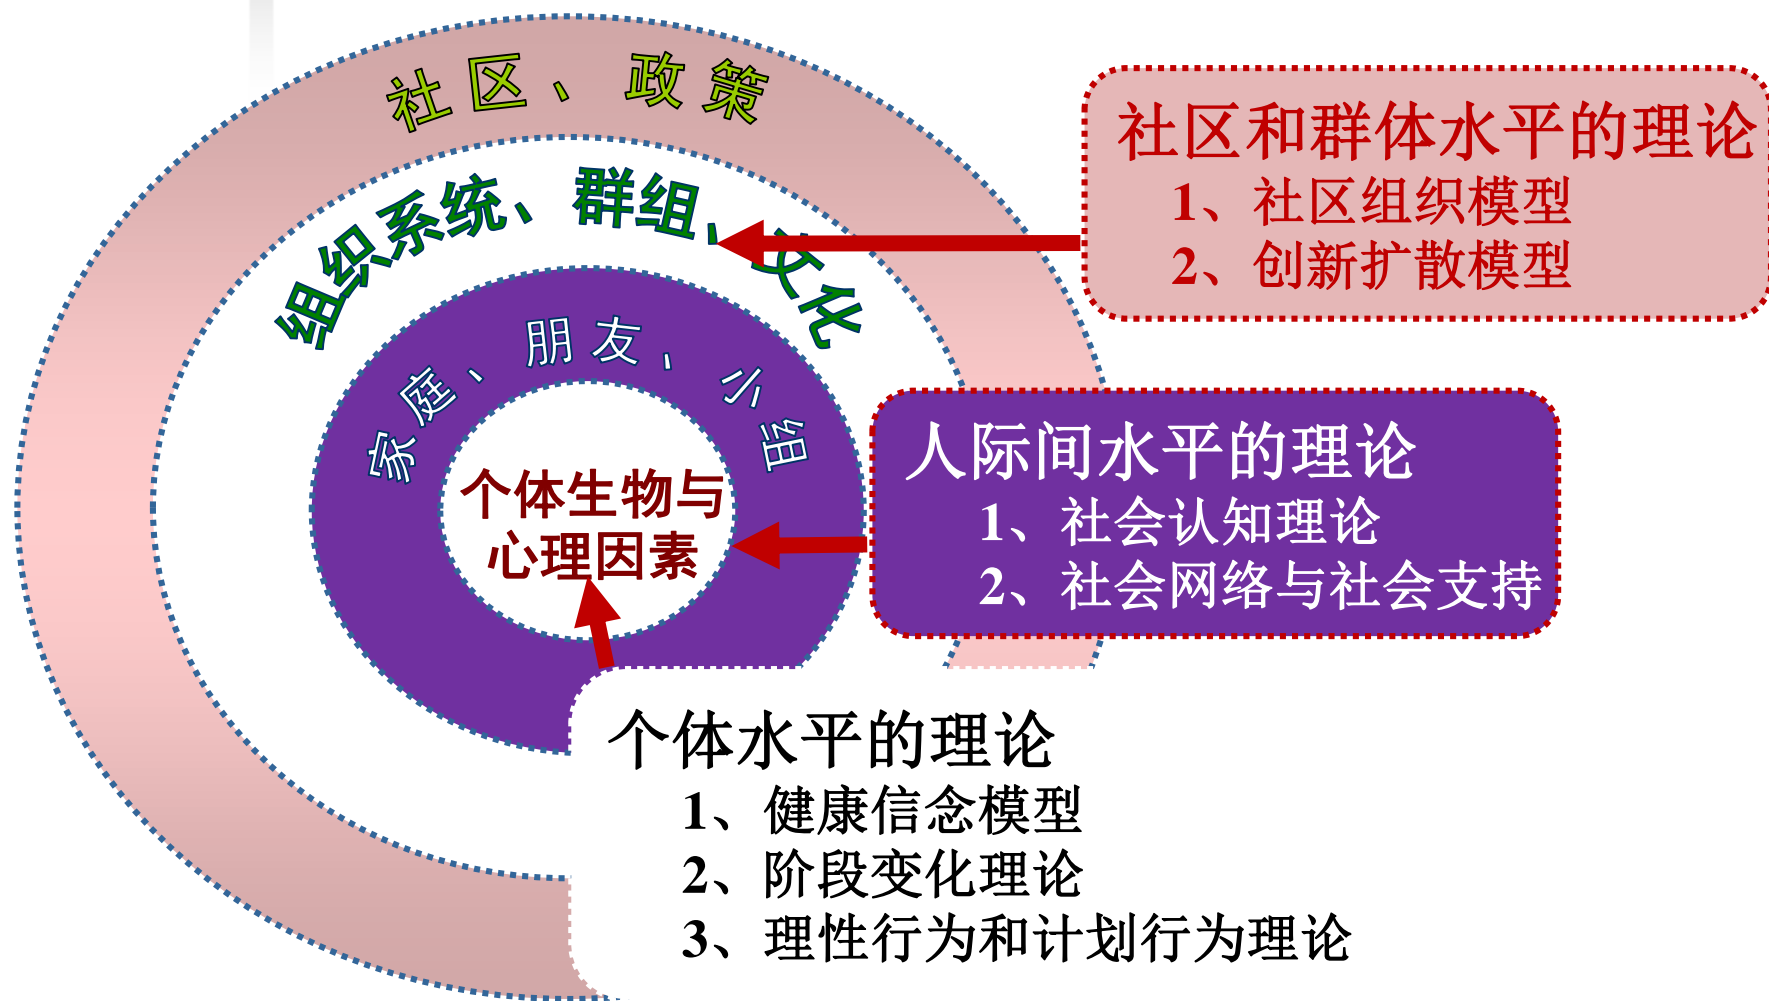 社区、政策
组织系统、群组、文化
家庭、朋友、小组
个体生物与
心理因素
社区和群体水平的理论
1、社区组织模型
2、创新扩散模型
人际间水平的理论
1、社会认知理论
2、社会网络与社会支持
个体水平的理论
1、健康信念模型
2、阶段变化理论
3、理性行为和计划行为理论